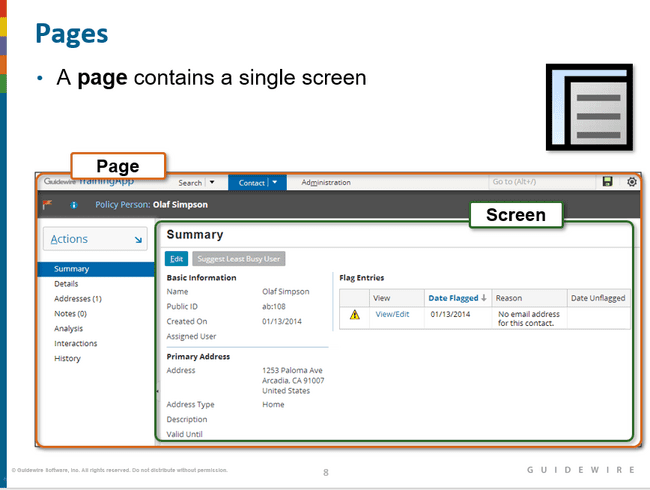 Pages
• A page contains a single screen
Page
Guidewire TrainingApp Search Contact Administration Go to (Alt+/)
Policy Person: Olaf Simpson
Screen
Actions
Summary
Details
Addresses (1)
Notes (0)
Analysis
Interactions
History
Summary
Edit Suggest Least Busy User
Basic Information
Name Olaf Simpson
Public ID ab:108
Created On 01/13/2014
Assigned User
Primary Address
Address 1253 Paloma Ave
Arcadia, CA 91007
United States
Address Type Home
Description
Valid Until
Flag Entries
View Date Flagged ↓ Reason Date Unflagged
View/Edit 01/13/2014 No email address
for this contact.
© Guidewire Software, Inc. All rights reserved. Do not distribute without permission.
8
GUIDEWIRE